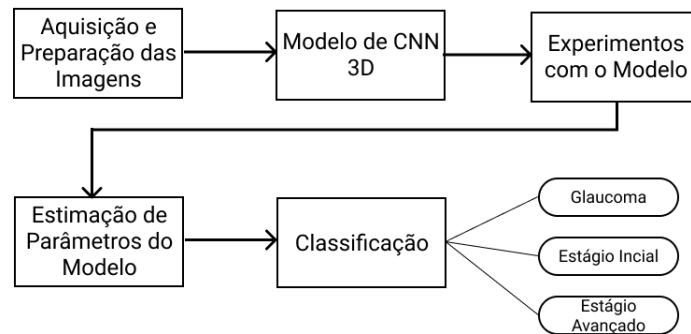 Aquisição e
Preparação das
Imagens
Modelo de CNN
3D
Experimentos
com o Modelo
Estimação de
Parâmetros do
Modelo
Classificação
Glaucoma
Estágio Incial
Estágio
Avançado